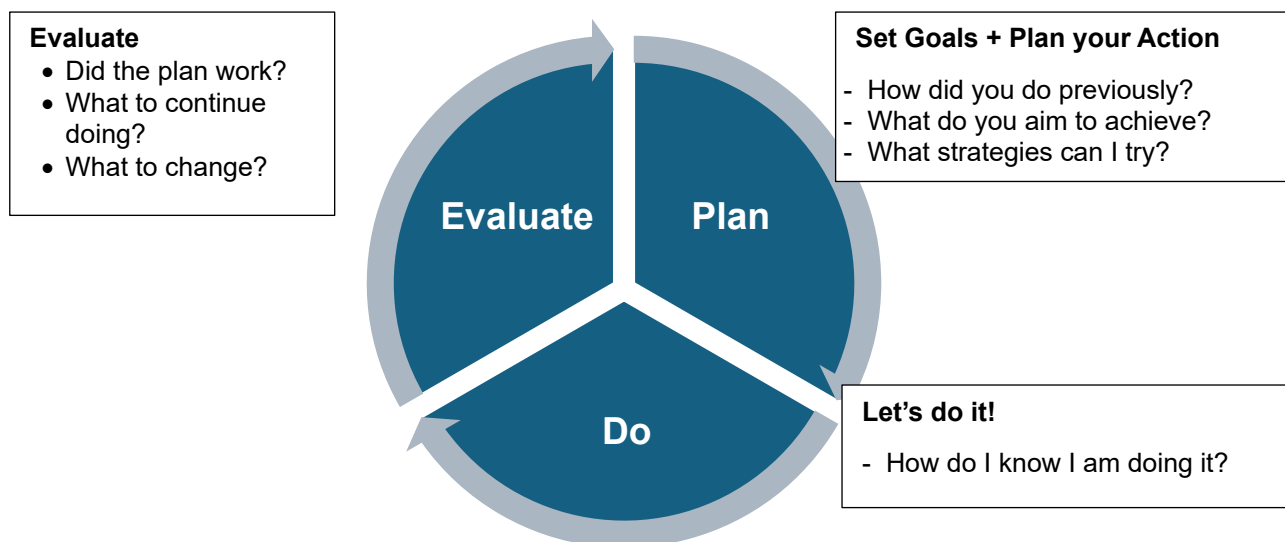 Evaluate
• Did the plan work?
• What to continue
doing?
• What to change?
Set Goals + Plan your Action
- How did you do previously?
- What do you aim to achieve?
- What strategies can I try?
Evaluate
Plan
Do
Let’s do it!
- How do I know I am doing it?